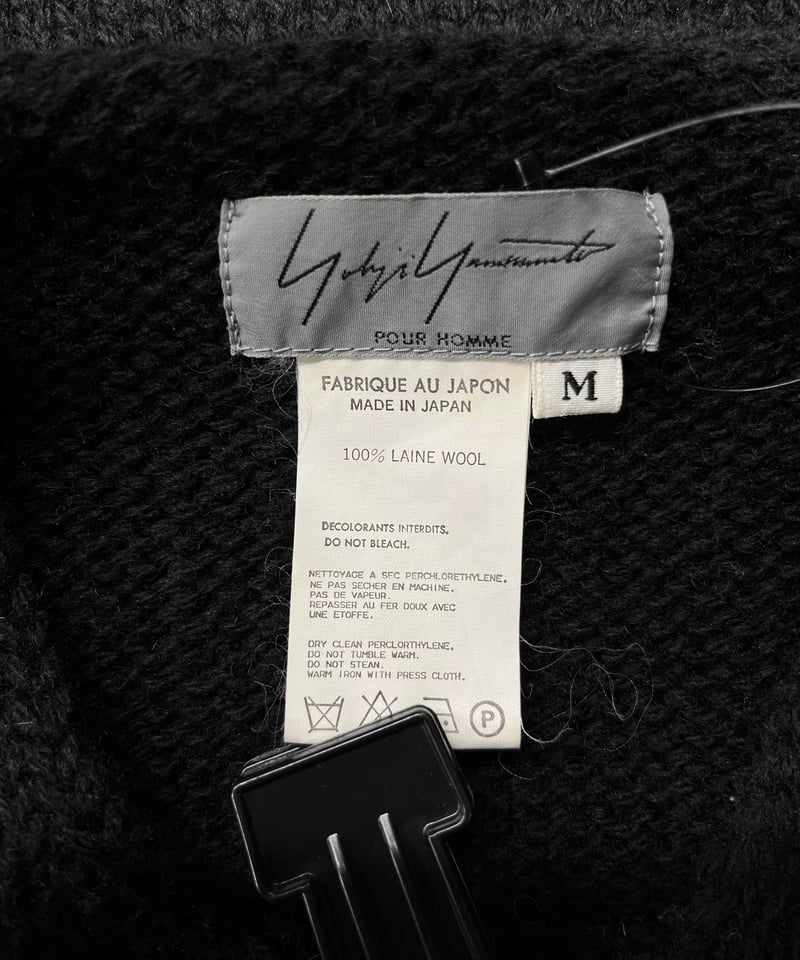 Yohji Yamamoto
POUR HOMME
FABRIQUE AU JAPON
MADE IN JAPAN
M
100% LAINE WOOL
DECOLORANTS INTERDITS.
DO NOT BLEACH.
NETTOYAGE A SEC PERCHLORETHYLENE.
NE PAS SECHER EN MACHINE.
PAS DE VAPEUR.
REPASSER AU FER DOUX AVEC
UNE ETOFFE.
DRY CLEAN PERCLORTHYLENE.
DO NOT TUMBLE WARM.
DO NOT STEAN.
WARM IRON WITH PRESS CLOTH.
P